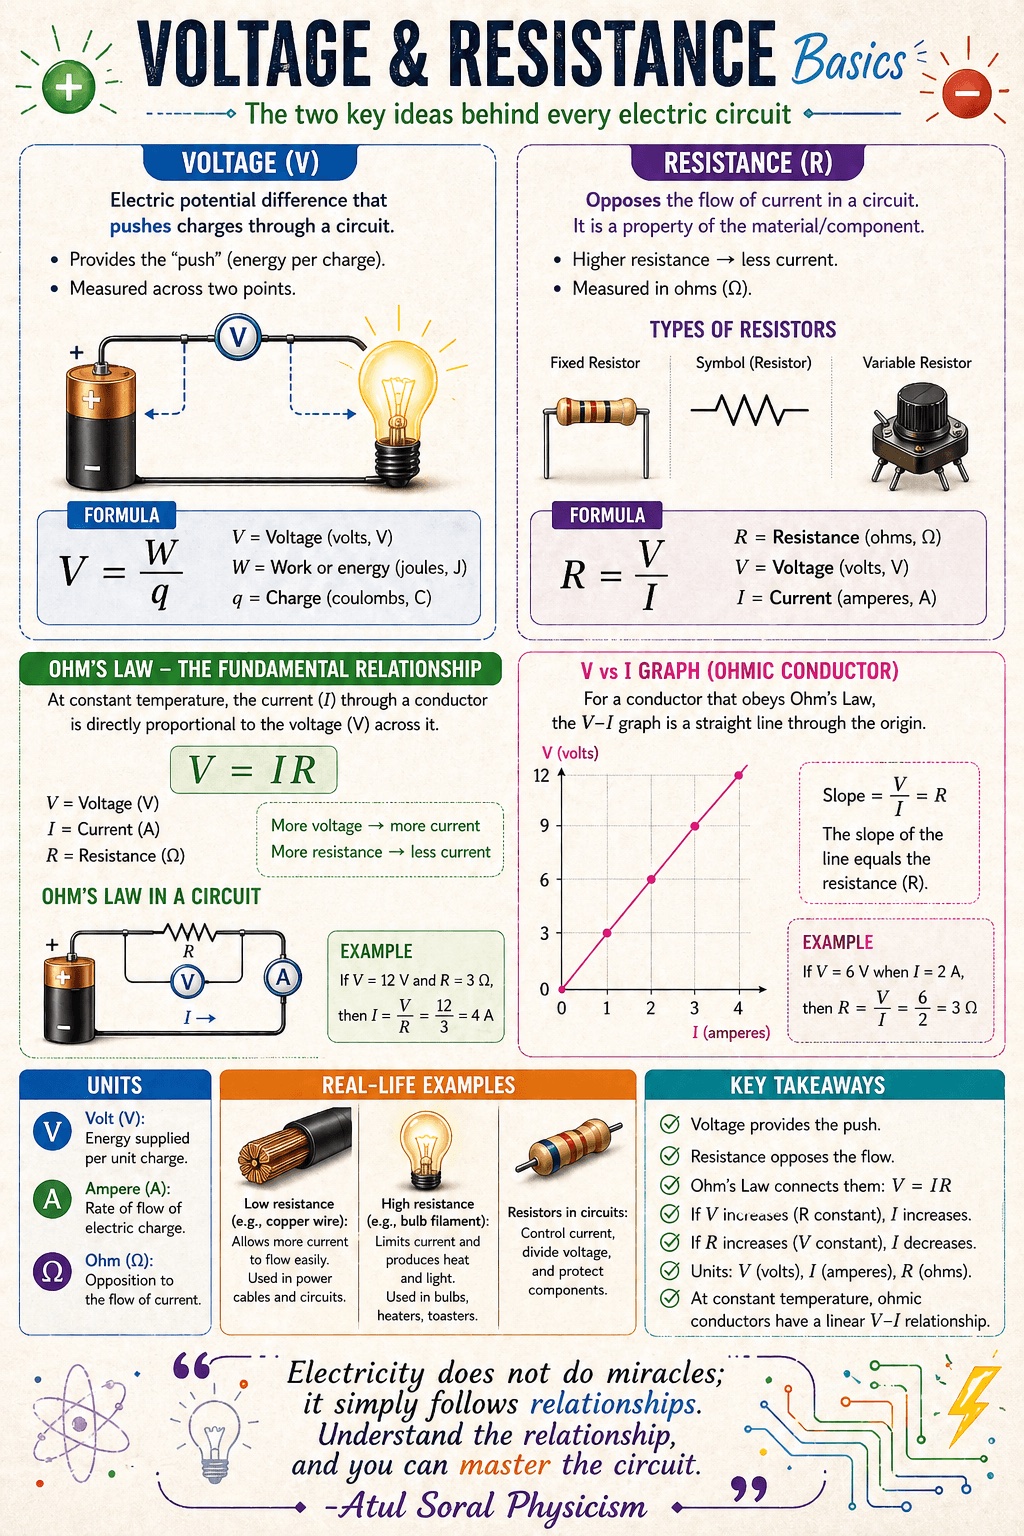 VOLTAGE & RESISTANCE Basics
The two key ideas behind every electric circuit
+
−
VOLTAGE (V)
Electric potential difference that
pushes charges through a circuit.
• Provides the “push” (energy per charge).
• Measured across two points.
V
+
+
−
FORMULA
V = W/q
V = Voltage (volts, V)
W = Work or energy (joules, J)
q = Charge (coulombs, C)
RESISTANCE (R)
Opposes the flow of current in a circuit.
It is a property of the material/component.
• Higher resistance → less current.
• Measured in ohms (Ω).
TYPES OF RESISTORS
Fixed Resistor
Symbol (Resistor)
Variable Resistor
FORMULA
R = V/I
R = Resistance (ohms, Ω)
V = Voltage (volts, V)
I = Current (amperes, A)
OHM'S LAW – THE FUNDAMENTAL RELATIONSHIP
At constant temperature, the current (I) through a conductor
is directly proportional to the voltage (V) across it.
V = IR
V = Voltage (V)
I = Current (A)
R = Resistance (Ω)
More voltage → more current
More resistance → less current
OHM'S LAW IN A CIRCUIT
+
+
−
R
V
A
I →
EXAMPLE
If V = 12 V and R = 3 Ω,
then I = V/R = 12/3 = 4 A
V vs I GRAPH (OHMIC CONDUCTOR)
For a conductor that obeys Ohm's Law,
the V–I graph is a straight line through the origin.
V (volts)
12
9
6
3
0
0 1 2 3 4
I (amperes)
Slope = V/I = R
The slope of the
line equals the
resistance (R).
EXAMPLE
If V = 6 V when I = 2 A,
then R = V/I = 6/2 = 3 Ω
UNITS
V
Volt (V):
Energy supplied
per unit charge.
A
Ampere (A):
Rate of flow of
electric charge.
Ω
Ohm (Ω):
Opposition to
the flow of current.
REAL-LIFE EXAMPLES
Low resistance
(e.g., copper wire):
Allows more current
to flow easily.
Used in power
cables and circuits.
High resistance
(e.g., bulb filament):
Limits current and
produces heat
and light.
Used in bulbs,
heaters, toasters.
Resistors in circuits:
Control current,
divide voltage,
and protect
components.
KEY TAKEAWAYS
Voltage provides the push.
Resistance opposes the flow.
Ohm's Law connects them: V = IR
If V increases (R constant), I increases.
If R increases (V constant), I decreases.
Units: V (volts), I (amperes), R (ohms).
At constant temperature, ohmic
conductors have a linear V–I relationship.
“Electricity does not do miracles;
it simply follows relationships.
Understand the relationship,
and you can master the circuit.”
-Atul Soral Physicism